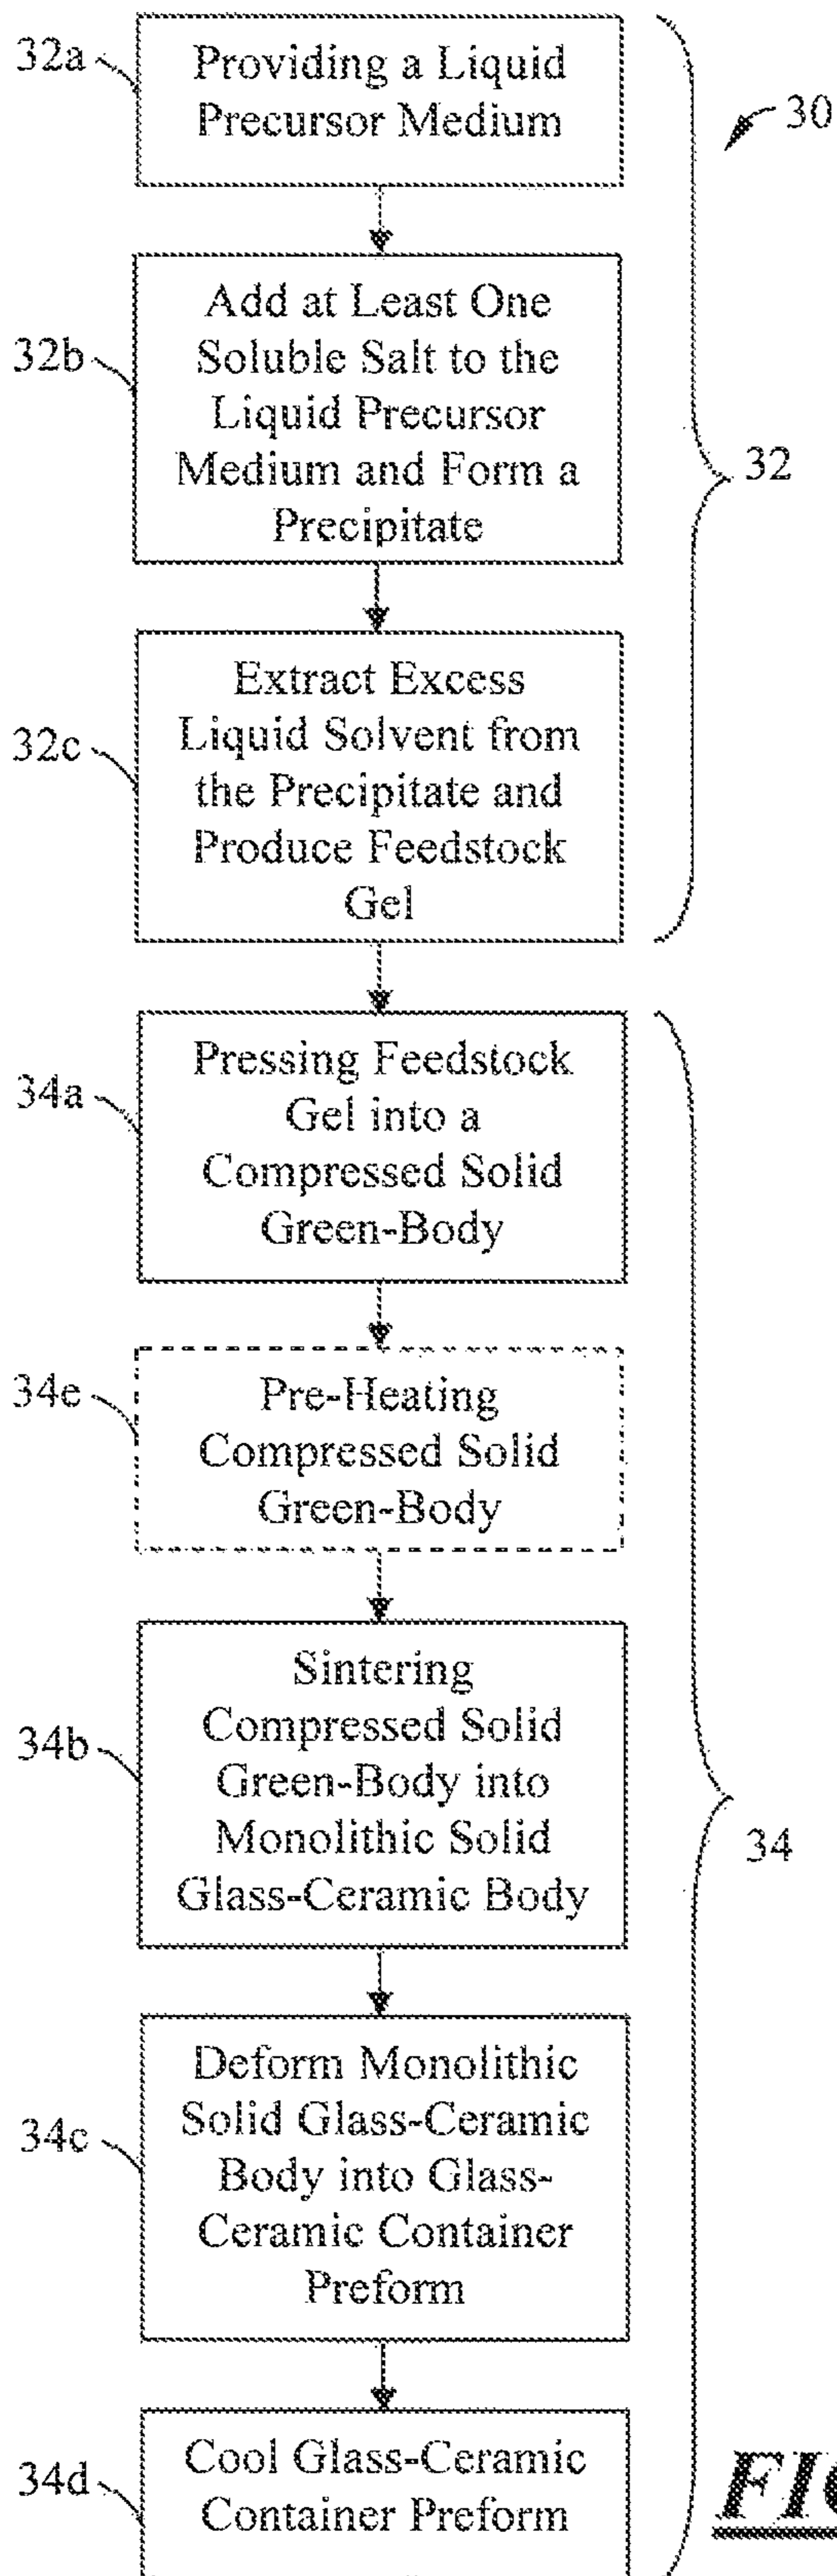 32a
Providing a Liquid
Precursor Medium
30
32b
Add at Least One
Soluble Salt to the
Liquid Precursor
Medium and Form a
Precipitate
32
32c
Extract Excess
Liquid Solvent from
the Precipitate and
Produce Feedstock
Gel
34a
Pressing Feedstock
Gel into a
Compressed Solid
Green-Body
34e
Pre-Heating
Compressed Solid
Green-Body
34b
Sintering
Compressed Solid
Green-Body into
Monolithic Solid
Glass-Ceramic Body
34
34c
Deform Monolithic
Solid Glass-Ceramic
Body into Glass-
Ceramic Container
Preform
34d
Cool Glass-Ceramic
Container Preform